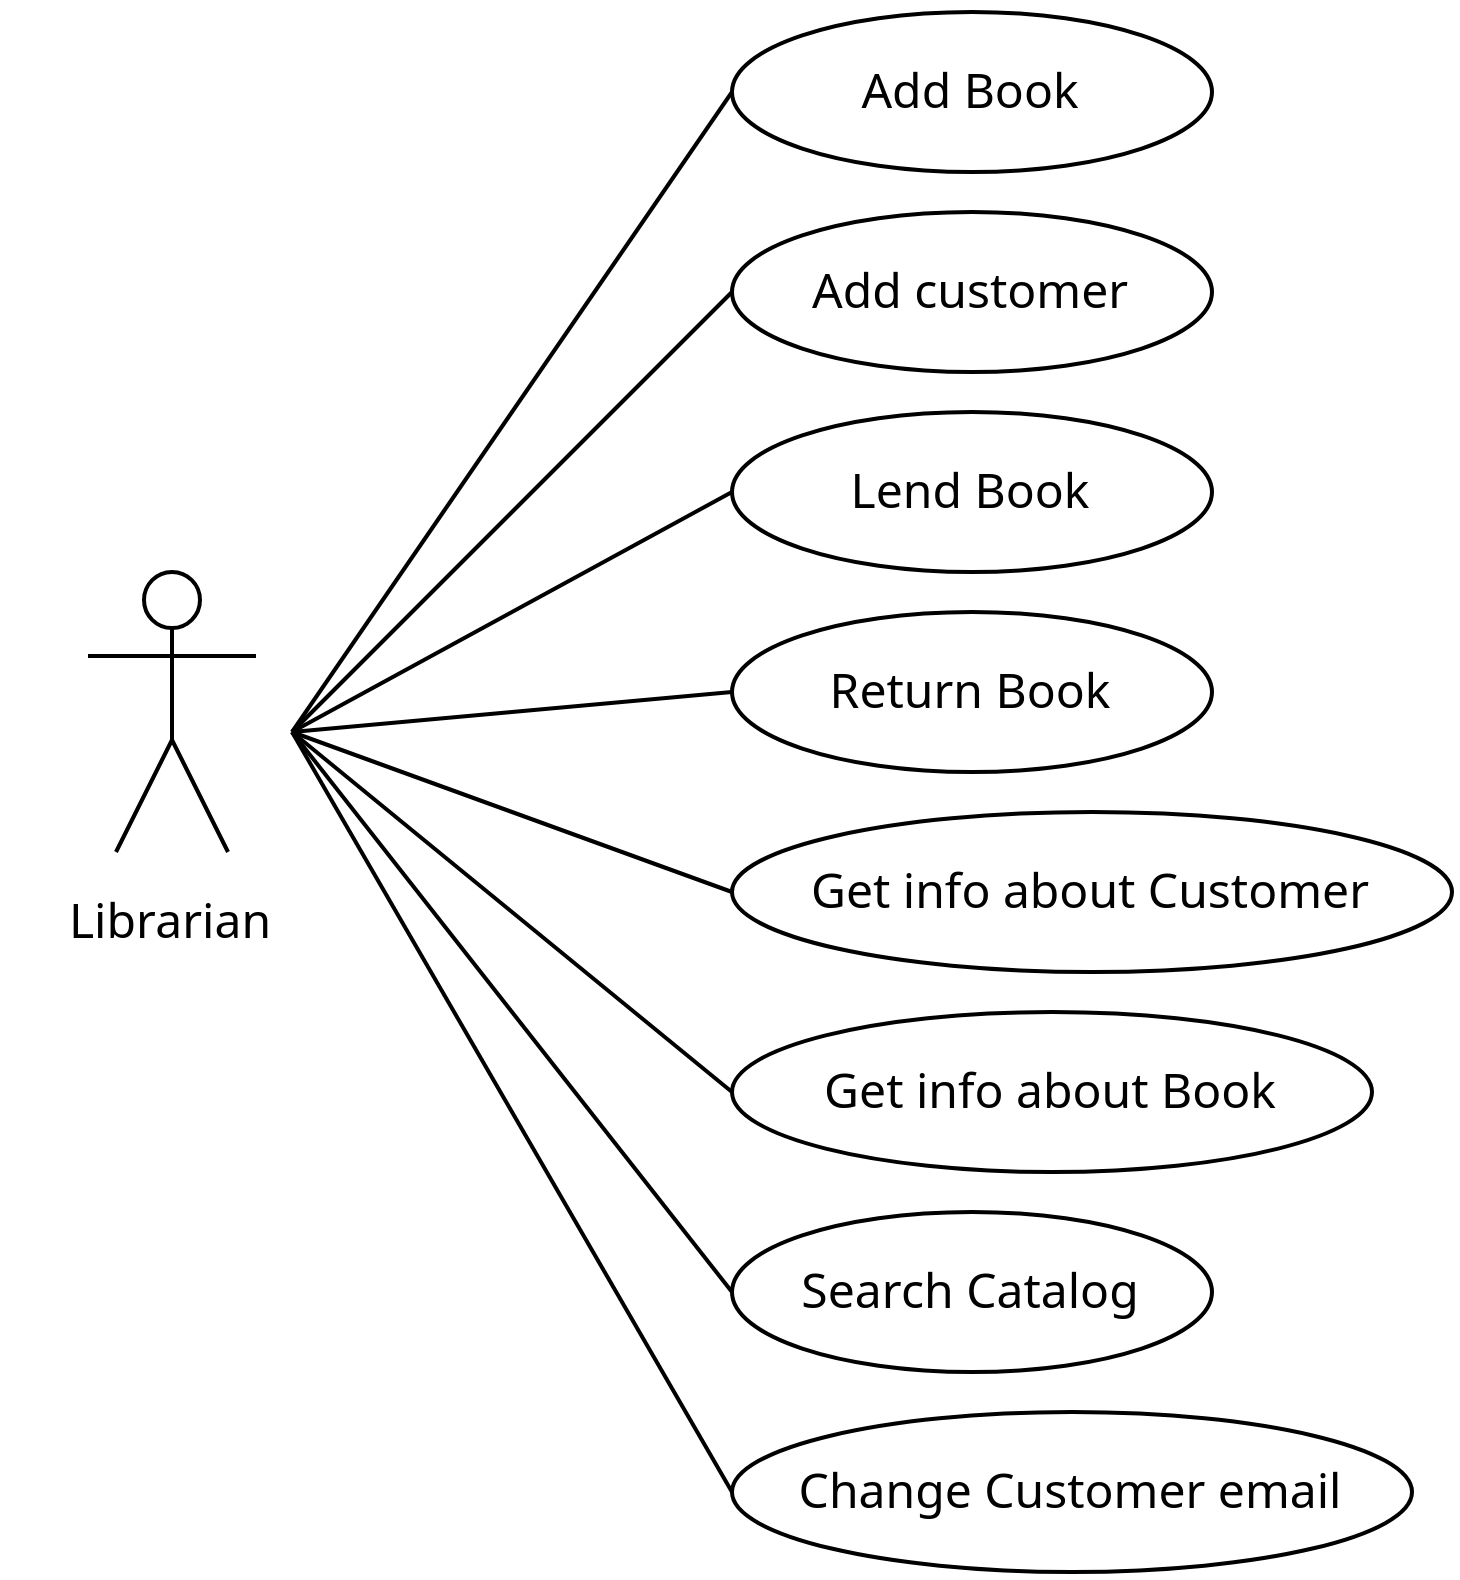 Add Book
Add customer
Lend Book
Return Book
Get info about Customer
Librarian
Get info about Book
Search Catalog
Change Customer email